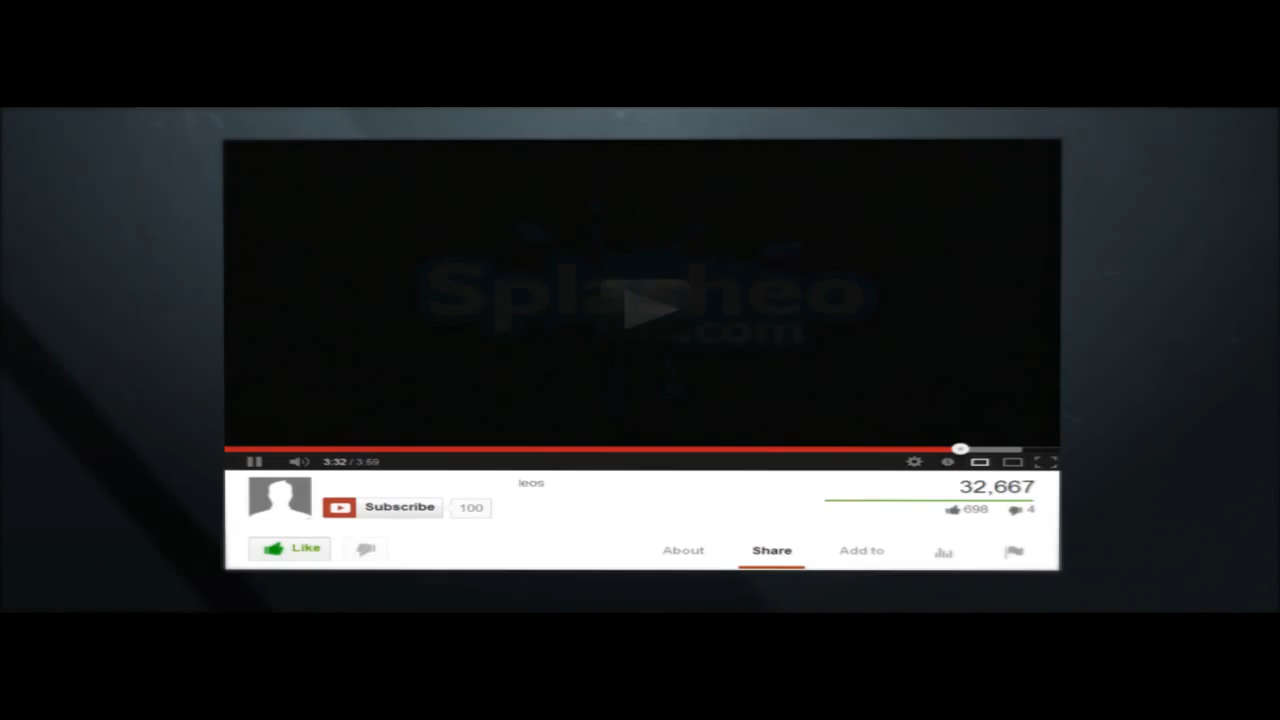 Splasheo
.com
3:32 / 3:59
leos
32,667
Subscribe
100
698
4
Like
About
Share
Add to